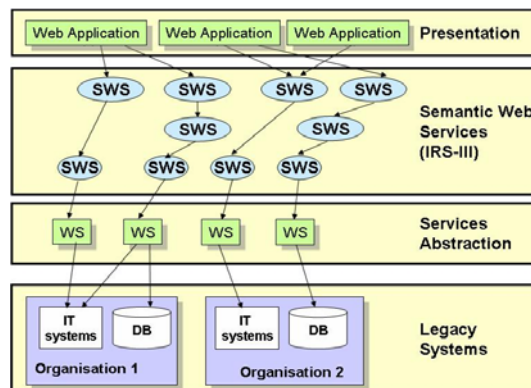 Web Application Web Application Web Application Presentation
SWS SWS SWS SWS
SWS SWS
SWS SWS SWS SWS
Semantic Web
Services
(IRS-III)
WS WS WS WS
Services
Abstraction
IT
systems
DB
Organisation 1
IT
systems
DB
Organisation 2
Legacy
Systems